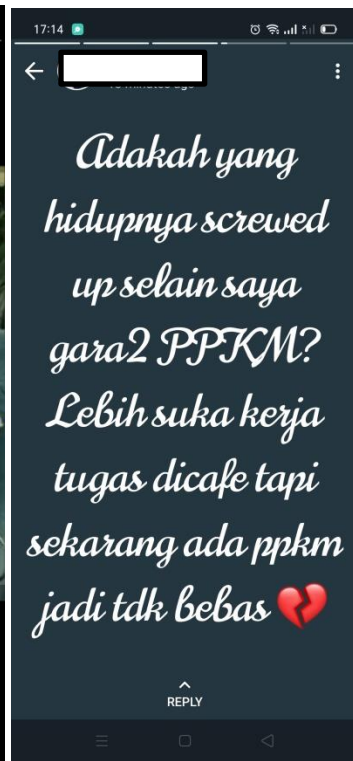 17:14
Adakah yang
hidupnya screwed
up selain saya
gara2 PPKM?
Lebih suka kerja
tugas dicafe tapi
sekarang ada ppkm
jadi tdk bebas 💔
REPLY